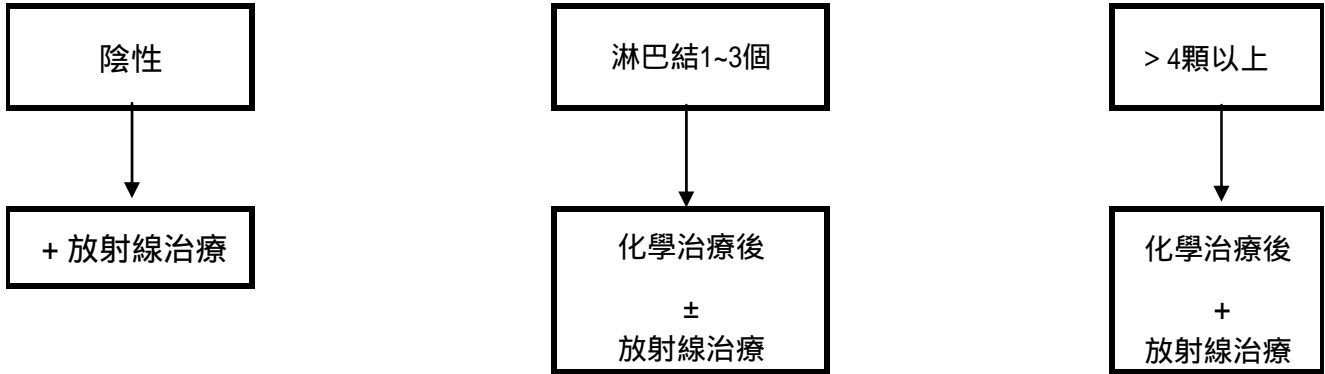 陰性
淋巴結1~3個
> 4顆以上
+ 放射線治療
化學治療後
±
放射線治療
化學治療後
+
放射線治療